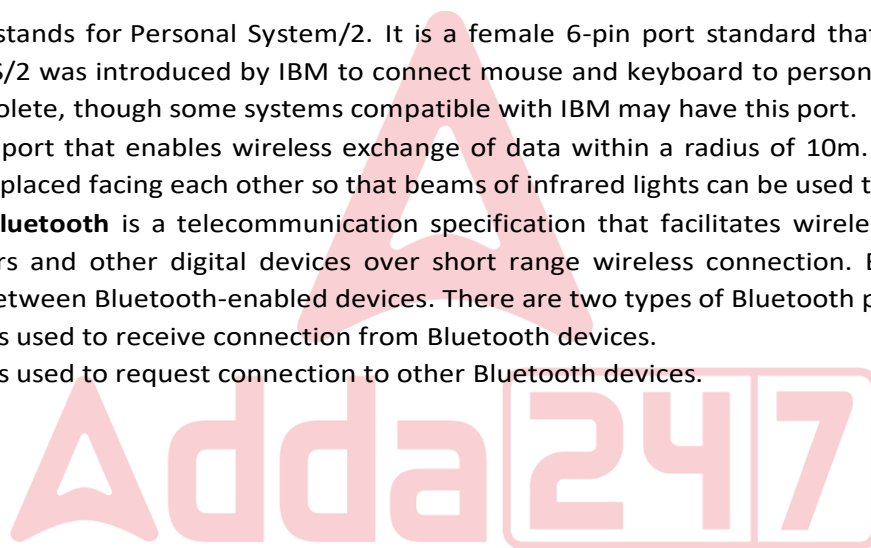 stands for Personal System/2. It is a female 6-pin port standard that
/2 was introduced by IBM to connect mouse and keyboard to person
olete, though some systems compatible with IBM may have this port.
port that enables wireless exchange of data within a radius of 10m.
placed facing each other so that beams of infrared lights can be used t
luetooth is a telecommunication specification that facilitates wirele
rs and other digital devices over short range wireless connection. E
etween Bluetooth-enabled devices. There are two types of Bluetooth p
s used to receive connection from Bluetooth devices.
s used to request connection to other Bluetooth devices.
Adda247